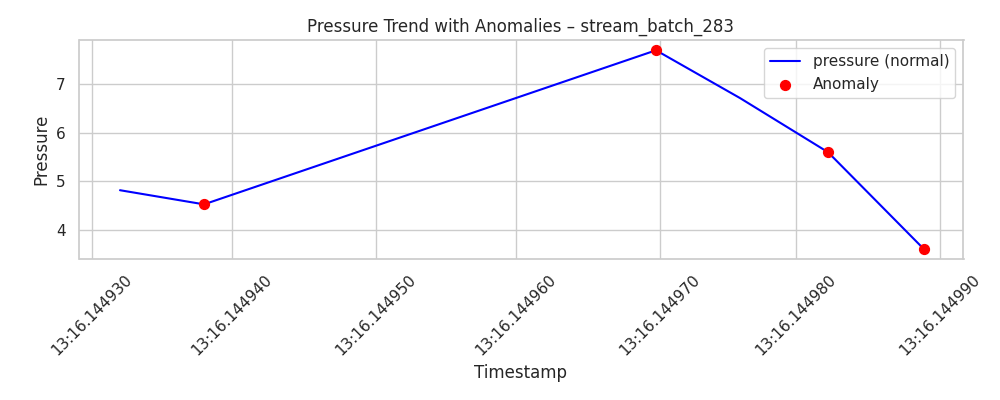 Pressure Trend with Anomalies – stream_batch_283
pressure (normal)
Anomaly
Pressure
7
6
5
4
13:16.144930
13:16.144940
13:16.144950
13:16.144960
13:16.144970
13:16.144980
13:16.144990
Timestamp